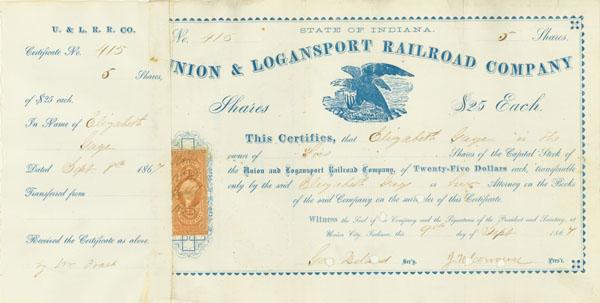 U. & L. R. R. CO.
Certificate No. 415
5 Shares,
of $25 each.
In Name of Elizabeth
Gage
Dated Sept 9th 1867
Transferred from
Received the Certificate as above.
STATE OF INDIANA.
No. 415 5 Shares.
UNION & LOGANSPORT RAILROAD COMPANY
Shares $25 Each.
This Certifies, that Elizabeth Gage is the
owner of Five Shares of the Capital Stock of
the Union and Logansport Railroad Company, of Twenty-Five Dollars each, transferable
only by the said Elizabeth Gage or her Attorney on the Books
of the said Company on the surrender of this Certificate.
Witness the Seal of Company and the Signatures of the President and Secretary, at
Union City, Indiana, this 9th day of Sept 1867
Sec'y. Pres't.